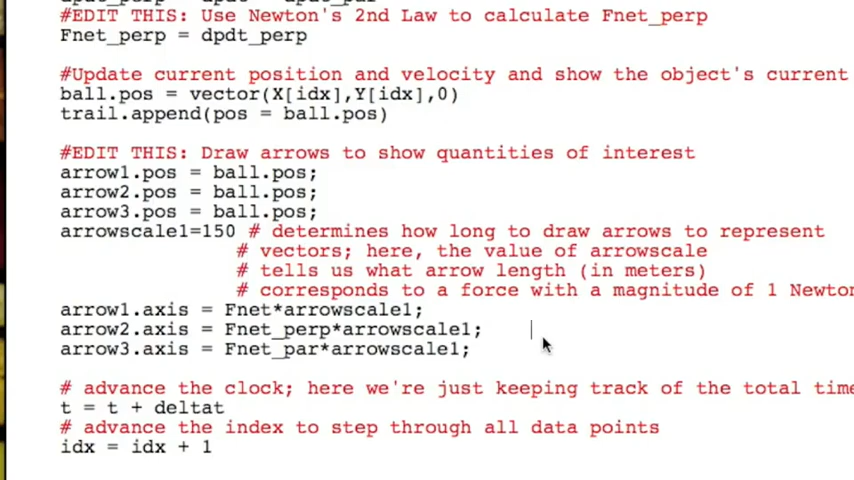 #EDIT THIS: Use Newton's 2nd Law to calculate Fnet_perp
Fnet_perp = dpdt_perp
#Update current position and velocity and show the object's current
ball.pos = vector(X[idx],Y[idx],0)
trail.append(pos = ball.pos)
#EDIT THIS: Draw arrows to show quantities of interest
arrow1.pos = ball.pos;
arrow2.pos = ball.pos;
arrow3.pos = ball.pos;
arrowscale1=150 # determines how long to draw arrows to represent
# vectors; here, the value of arrowscale
# tells us what arrow length (in meters)
# corresponds to a force with a magnitude of 1 Newton
arrow1.axis = Fnet*arrowscale1;
arrow2.axis = Fnet_perp*arrowscale1;
arrow3.axis = Fnet_par*arrowscale1;
# advance the clock; here we're just keeping track of the total time
t = t + deltat
# advance the index to step through all data points
idx = idx + 1